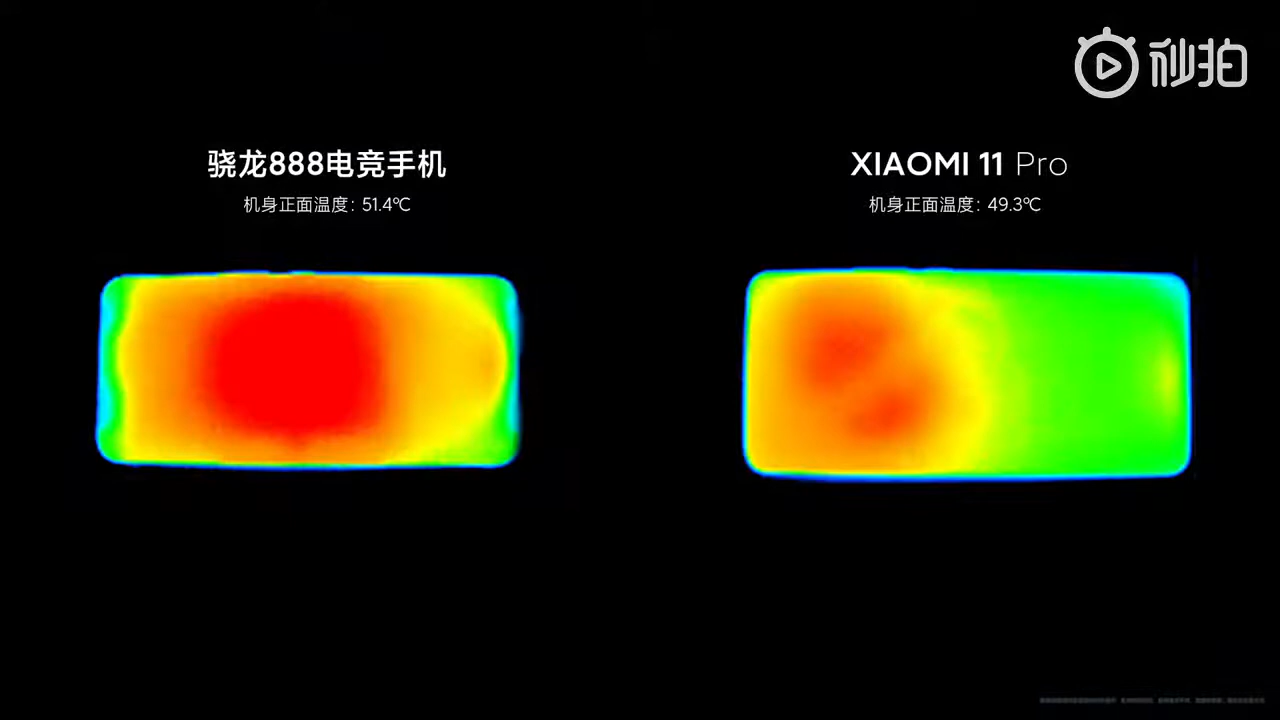 秒拍
骁龙888电竞手机
机身正面温度：51.4℃
XIAOMI 11 Pro
机身正面温度：49.3℃